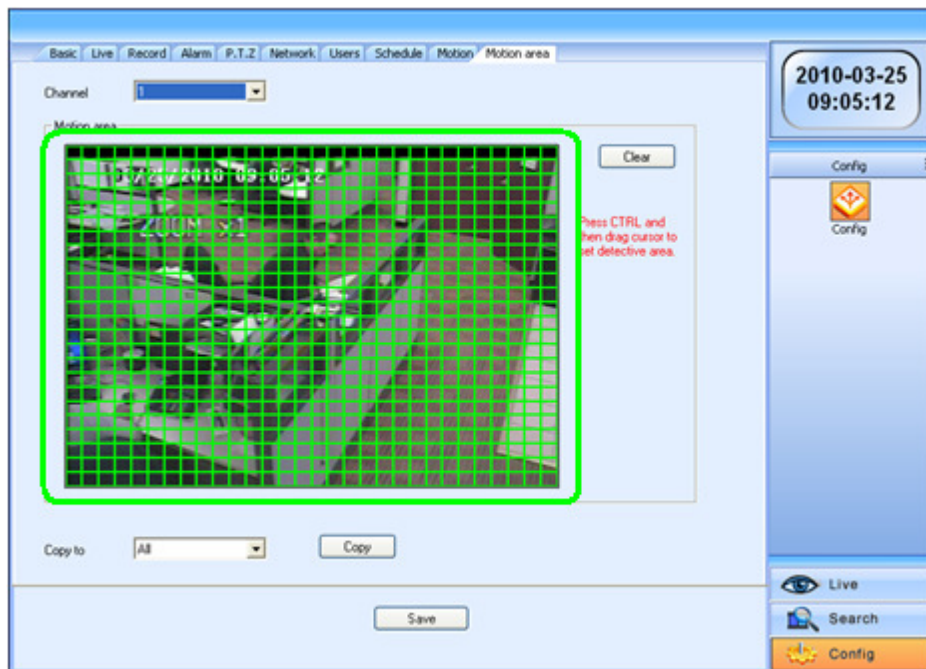 Basic Live Record Alarm P.T.Z Network Users Schedule Motion Motion area
2010-03-25
09:05:12
Channel 1
Motion area
Clear
Config
Config
ZOOM x1
Press CTRL and
then drag cursor to
set detective area.
Copy to All Copy
Save
Live
Search
Config